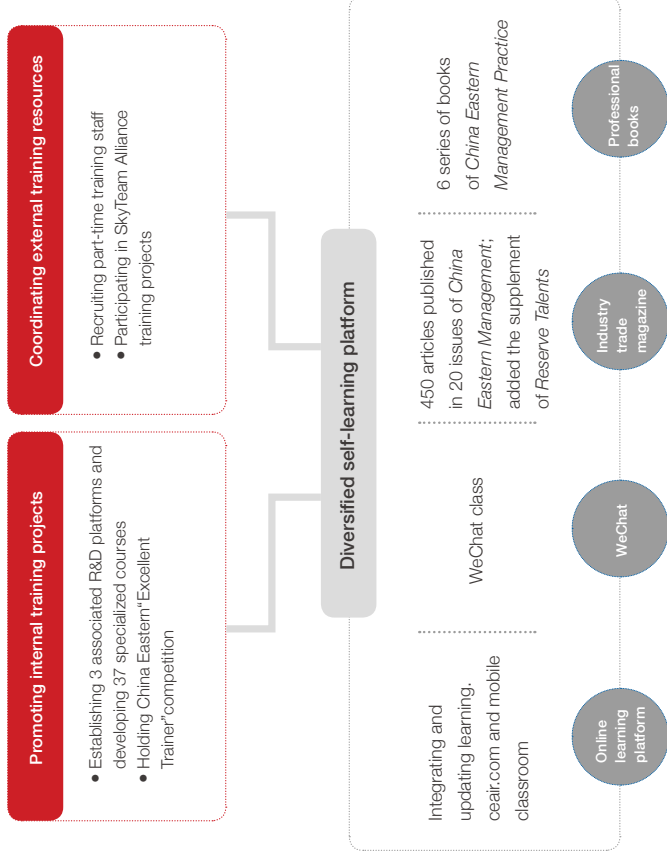 Promoting internal training projects
● Establishing 3 associated R&D platforms and
developing 37 specialized courses
● Holding China Eastern"Excellent
Trainer"competition
Coordinating external training resources
● Recruiting part-time training staff
● Participating in SkyTeam Alliance
training projects
Diversified self-learning platform
Integrating and
updating learning.
ceair.com and mobile
classroom
Online
learning
platform
WeChat class
WeChat
450 articles published
in 20 issues of China
Eastern Management;
added the supplement
of Reserve Talents
Industry
trade
magazine
6 series of books
of China Eastern
Management Practice
Professional
books